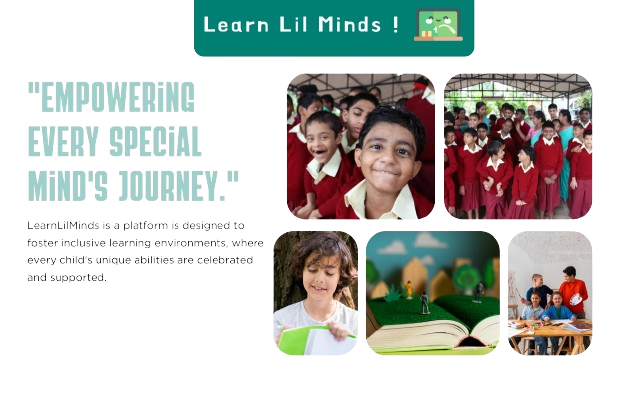 Learn Lil Minds !
"EMPOWERiNG
EVERY SPECiAL
MiND'S JOURNEY."
LearnLilMinds is a platform is designed to
foster inclusive learning environments, where
every child's unique abilities are celebrated
and supported.